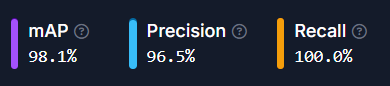 mAP ? Precision ? Recall ?
98.1% 96.5% 100.0%